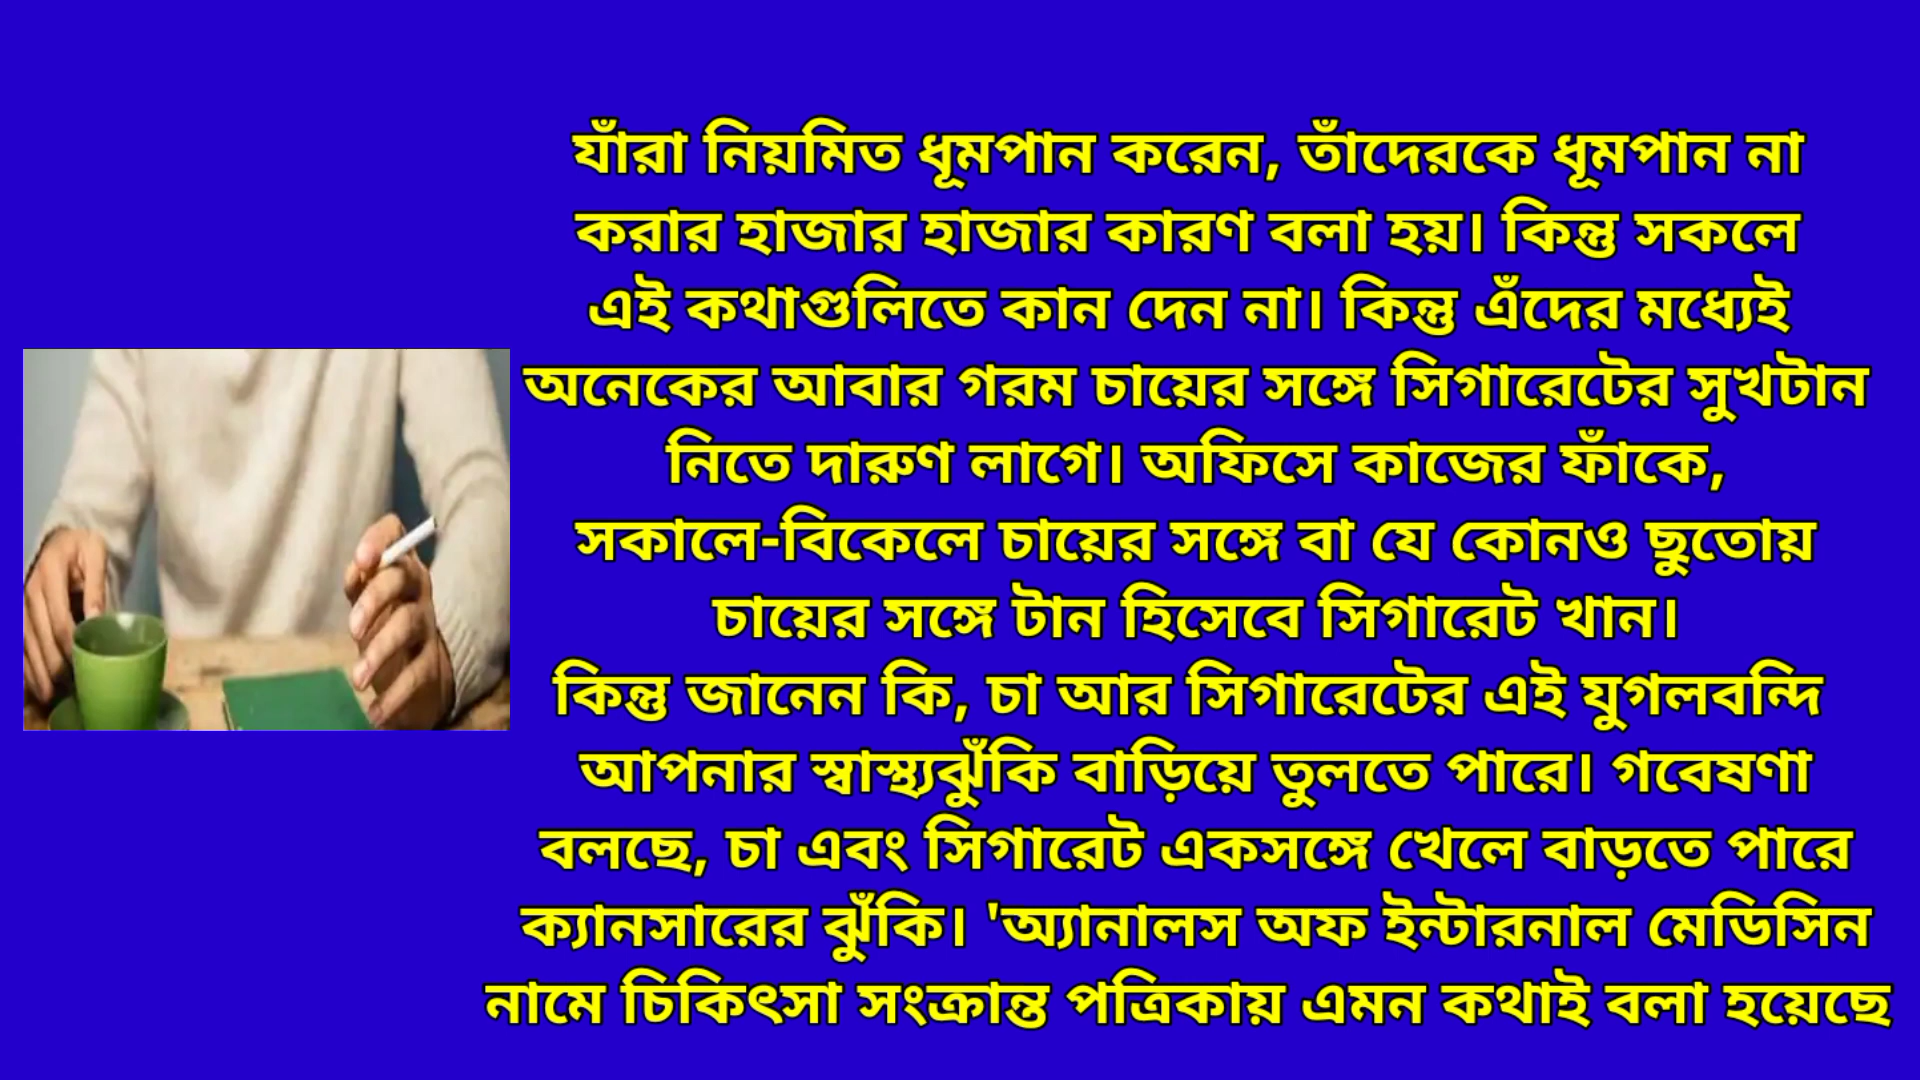 যাঁরা নিয়মিত ধূমপান করেন, তাঁদেরকে ধূমপান না
করার হাজার হাজার কারণ বলা হয়। কিন্তু সকলে
এই কথাগুলিতে কান দেন না। কিন্তু এঁদের মধ্যেই
অনেকের আবার গরম চায়ের সঙ্গে সিগারেটের সুখটান
নিতে দারুণ লাগে। অফিসে কাজের ফাঁকে,
সকালে-বিকেলে চায়ের সঙ্গে বা যে কোনও ছুতোয়
চায়ের সঙ্গে টান হিসেবে সিগারেট খান।
কিন্তু জানেন কি, চা আর সিগারেটের এই যুগলবন্দি
আপনার স্বাস্থ্যঝুঁকি বাড়িয়ে তুলতে পারে। গবেষণা
বলছে, চা এবং সিগারেট একসঙ্গে খেলে বাড়তে পারে
ক্যানসারের ঝুঁকি। 'অ্যানালস অফ ইন্টারনাল মেডিসিন
নামে চিকিৎসা সংক্রান্ত পত্রিকায় এমন কথাই বলা হয়েছে